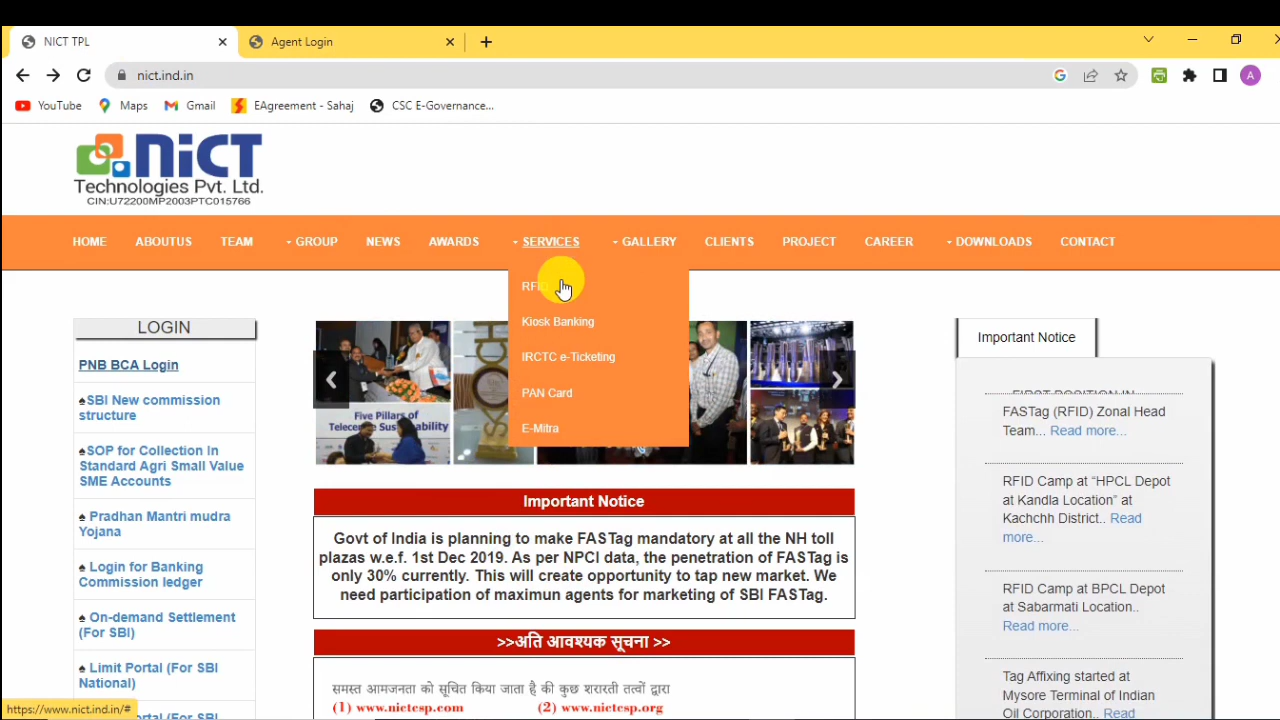 NICT TPL
Agent Login
nict.ind.in
A
YouTube
Maps
Gmail
EAgreement - Sahaj
CSC E-Governance...
NiCT
Technologies Pvt. Ltd.
CIN:U72200MP2003PTC015766
HOME
ABOUTUS
TEAM
GROUP
NEWS
AWARDS
SERVICES
GALLERY
CLIENTS
PROJECT
CAREER
DOWNLOADS
CONTACT
RFID
Kiosk Banking
IRCTC e-Ticketing
PAN Card
E-Mitra
LOGIN
PNB BCA Login
♠SBI New commission
structure
♠SOP for Collection In
Standard Agri Small Value
SME Accounts
♠ Pradhan Mantri mudra
Yojana
♠ Login for Banking
Commission ledger
♠ On-demand Settlement
(For SBI)
♠ Limit Portal (For SBI
National)
Portal (For SBI
https://www.nict.ind.in/#
Five Pillars of
Important Notice
Govt of India is planning to make FASTag mandatory at all the NH toll
plazas w.e.f. 1st Dec 2019. As per NPCI data, the penetration of FASTag is
only 30% currently. This will create opportunity to tap new market. We
need participation of maximun agents for marketing of SBI FASTag.
>>अति आवश्यक सूचना >>
समस्त आमजनता को सूचित किया जाता है की कुछ शरारती तत्वों द्वारा
(1) www.nictesp.com (2) www.nictesp.org
Important Notice
FIRST POSITION IN
FASTag (RFID) Zonal Head
Team... Read more...
RFID Camp at “HPCL Depot
at Kandla Location” at
Kachchh District.. Read
more...
RFID Camp at BPCL Depot
at Sabarmati Location..
Read more...
Tag Affixing started at
Mysore Terminal of Indian
Oil Corporation.. Read